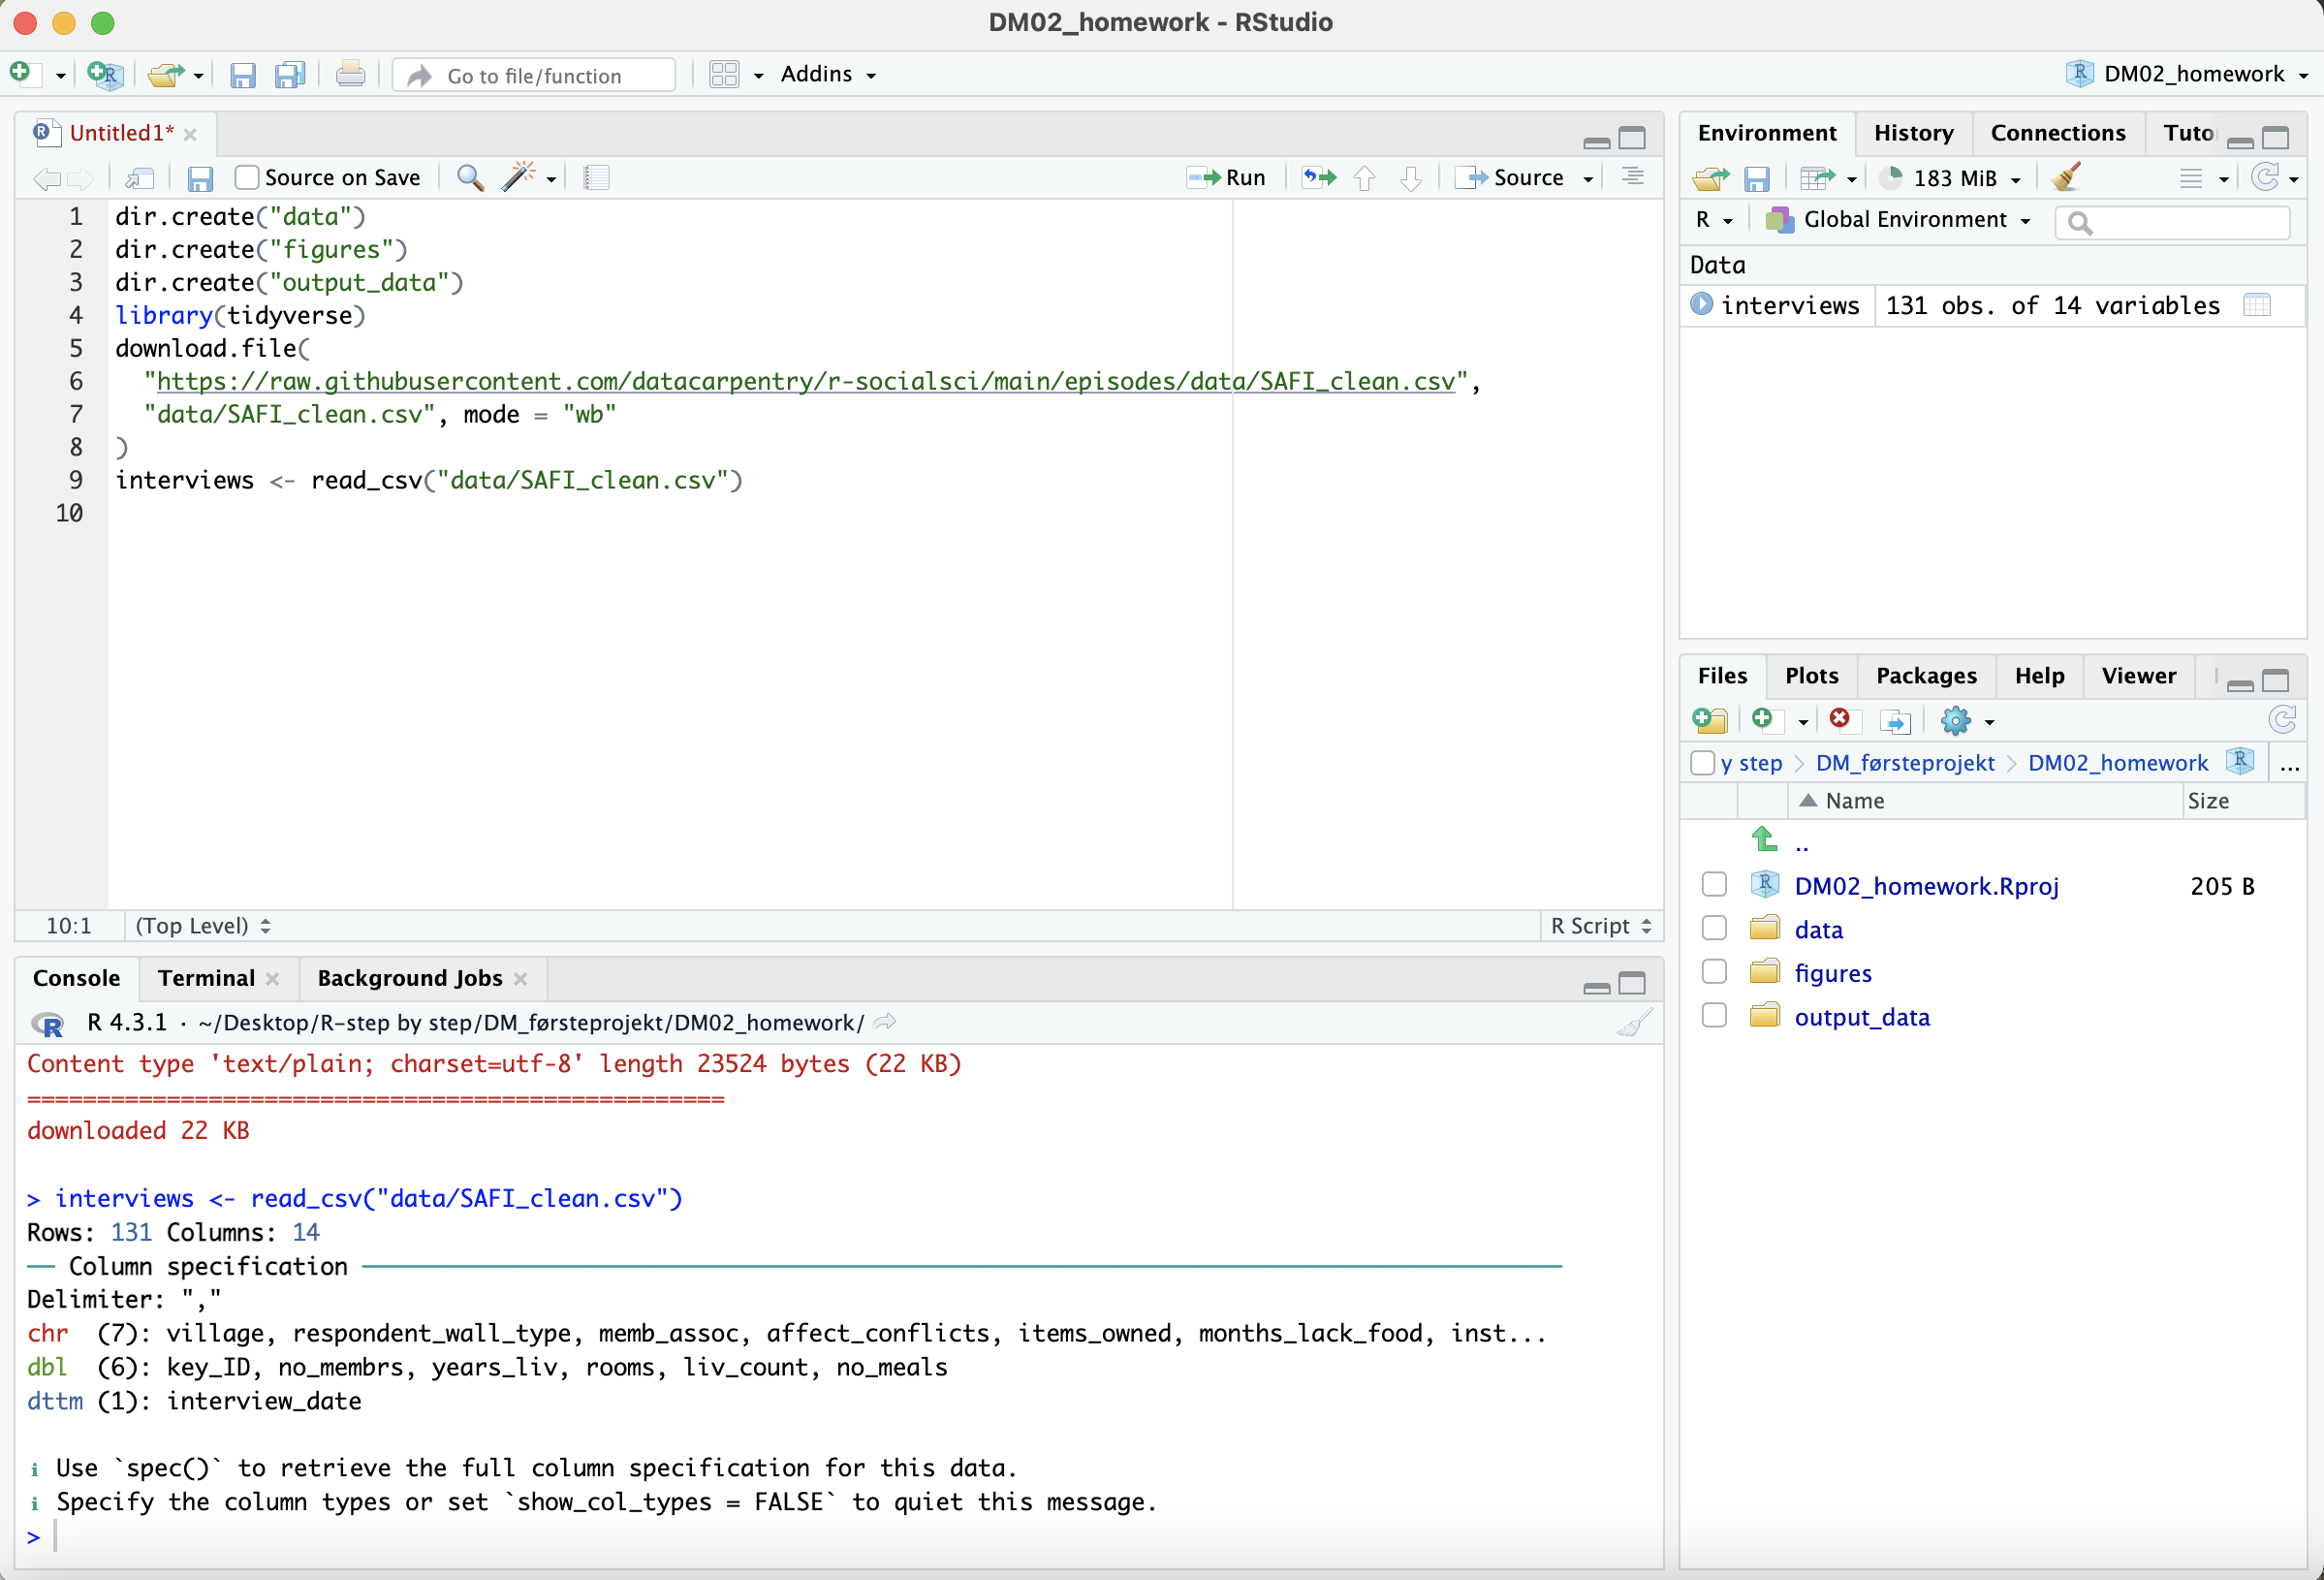 DM02_homework - RStudio
Go to file/function
Addins
DM02_homework
Untitled1*
Source on Save
Run
Source
1 dir.create("data")
2 dir.create("figures")
3 dir.create("output_data")
4 library(tidyverse)
5 download.file(
6 "https://raw.githubusercontent.com/datacarpentry/r-socialsci/main/episodes/data/SAFI_clean.csv",
7 "data/SAFI_clean.csv", mode = "wb"
8 )
9 interviews <- read_csv("data/SAFI_clean.csv")
10
10:1 (Top Level) R Script
Console Terminal Background Jobs
R 4.3.1 · ~/Desktop/R-step by step/DM_førsteprojekt/DM02_homework/
Content type 'text/plain; charset=utf-8' length 23524 bytes (22 KB)
==================================================
downloaded 22 KB
> interviews <- read_csv("data/SAFI_clean.csv")
Rows: 131 Columns: 14
── Column specification ──────────
Delimiter: ","
chr (7): village, respondent_wall_type, memb_assoc, affect_conflicts, items_owned, months_lack_food, inst...
dbl (6): key_ID, no_membrs, years_liv, rooms, liv_count, no_meals
dttm (1): interview_date
ℹ Use `spec()` to retrieve the full column specification for this data.
ℹ Specify the column types or set `show_col_types = FALSE` to quiet this message.
>
Environment History Connections Tuto
183 MiB
R Global Environment
Data
interviews 131 obs. of 14 variables
Files Plots Packages Help Viewer
y step DM_førsteprojekt DM02_homework ...
Name Size
..
DM02_homework.Rproj 205 B
data
figures
output_data